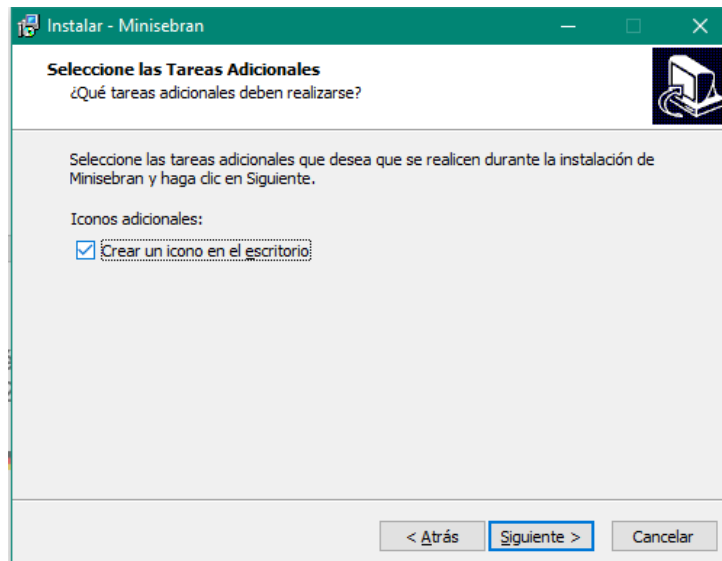 Instalar - Minisebran
Seleccione las Tareas Adicionales
¿Qué tareas adicionales deben realizarse?
Seleccione las tareas adicionales que desea que se realicen durante la instalación de
Minisebran y haga clic en Siguiente.
Iconos adicionales:
Crear un icono en el escritorio
< Atrás Siguiente > Cancelar